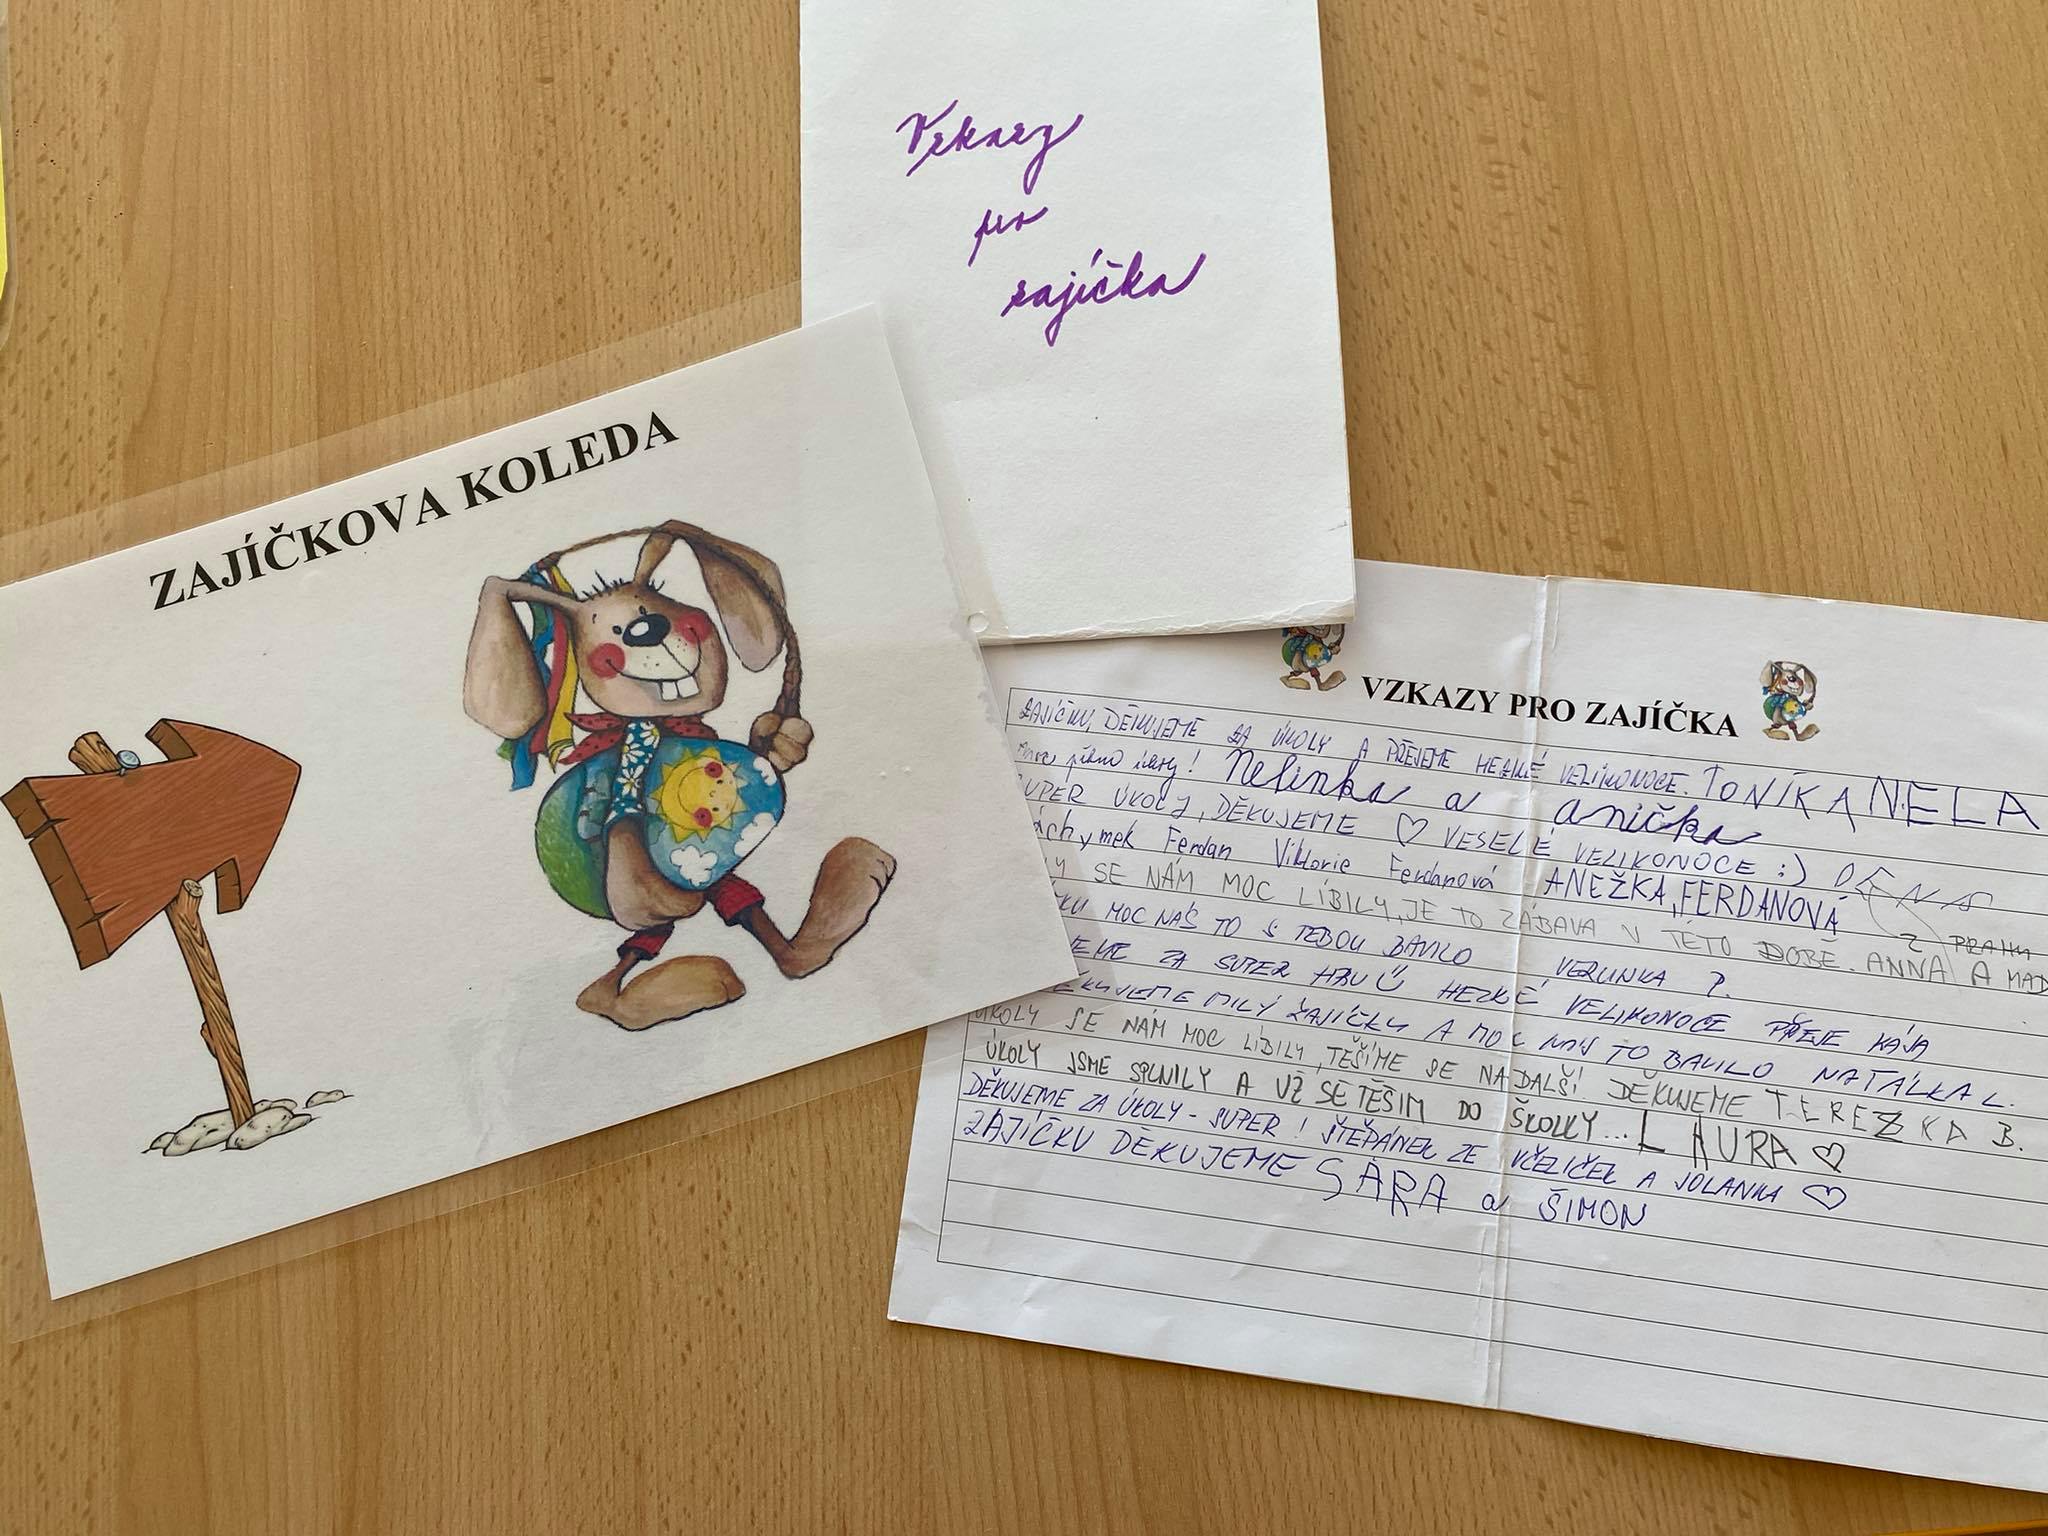 Vzkazy
pro
zajíčka
ZAJÍČKOVA KOLEDA
VZKAZY PRO ZAJÍČKA
ZAJÍČKU, DĚKUJEME ZA ÚKOLY A PŘEJEME HEZKÉ VELIKONOCE. TONÍKA NELA
Nelinka a anička
SUPER ÚKOLY, DĚKUJEME ♡ VESELÉ VELIKONOCE :) DENIS
Ferdan Viktorie Ferdanová ANEŽKA, FERDANOVÁ
SE NÁM MOC LÍBILY, JE TO ZÁBAVA V TÉTO DOBĚ. ANNA A
MOC NÁS TO S TEBOU BAVILO VERUNKA P.
ZA SUPER HRU HEZKÉ VELIKONOCE PŘEJE KÁJA
MILÝ ZAJÍČKU A MOC NÁS TO BAVILO NATÁLKA L.
ÚKOLY SE NÁM MOC LÍBILY, TĚŠÍME SE NA DALŠÍ. DĚKUJEME TEREZKA B.
ÚKOLY JSME SPLNILY A UŽ SE TĚŠIM DO ŠKOLKY... LAURA ♡
DĚKUJEME ZA ÚKOLY - SUPER! ŠTĚPÁNEK ZE VČELIČEK A JOLANKA ♡
ZAJÍČKU DĚKUJEME SÁRA a ŠIMON